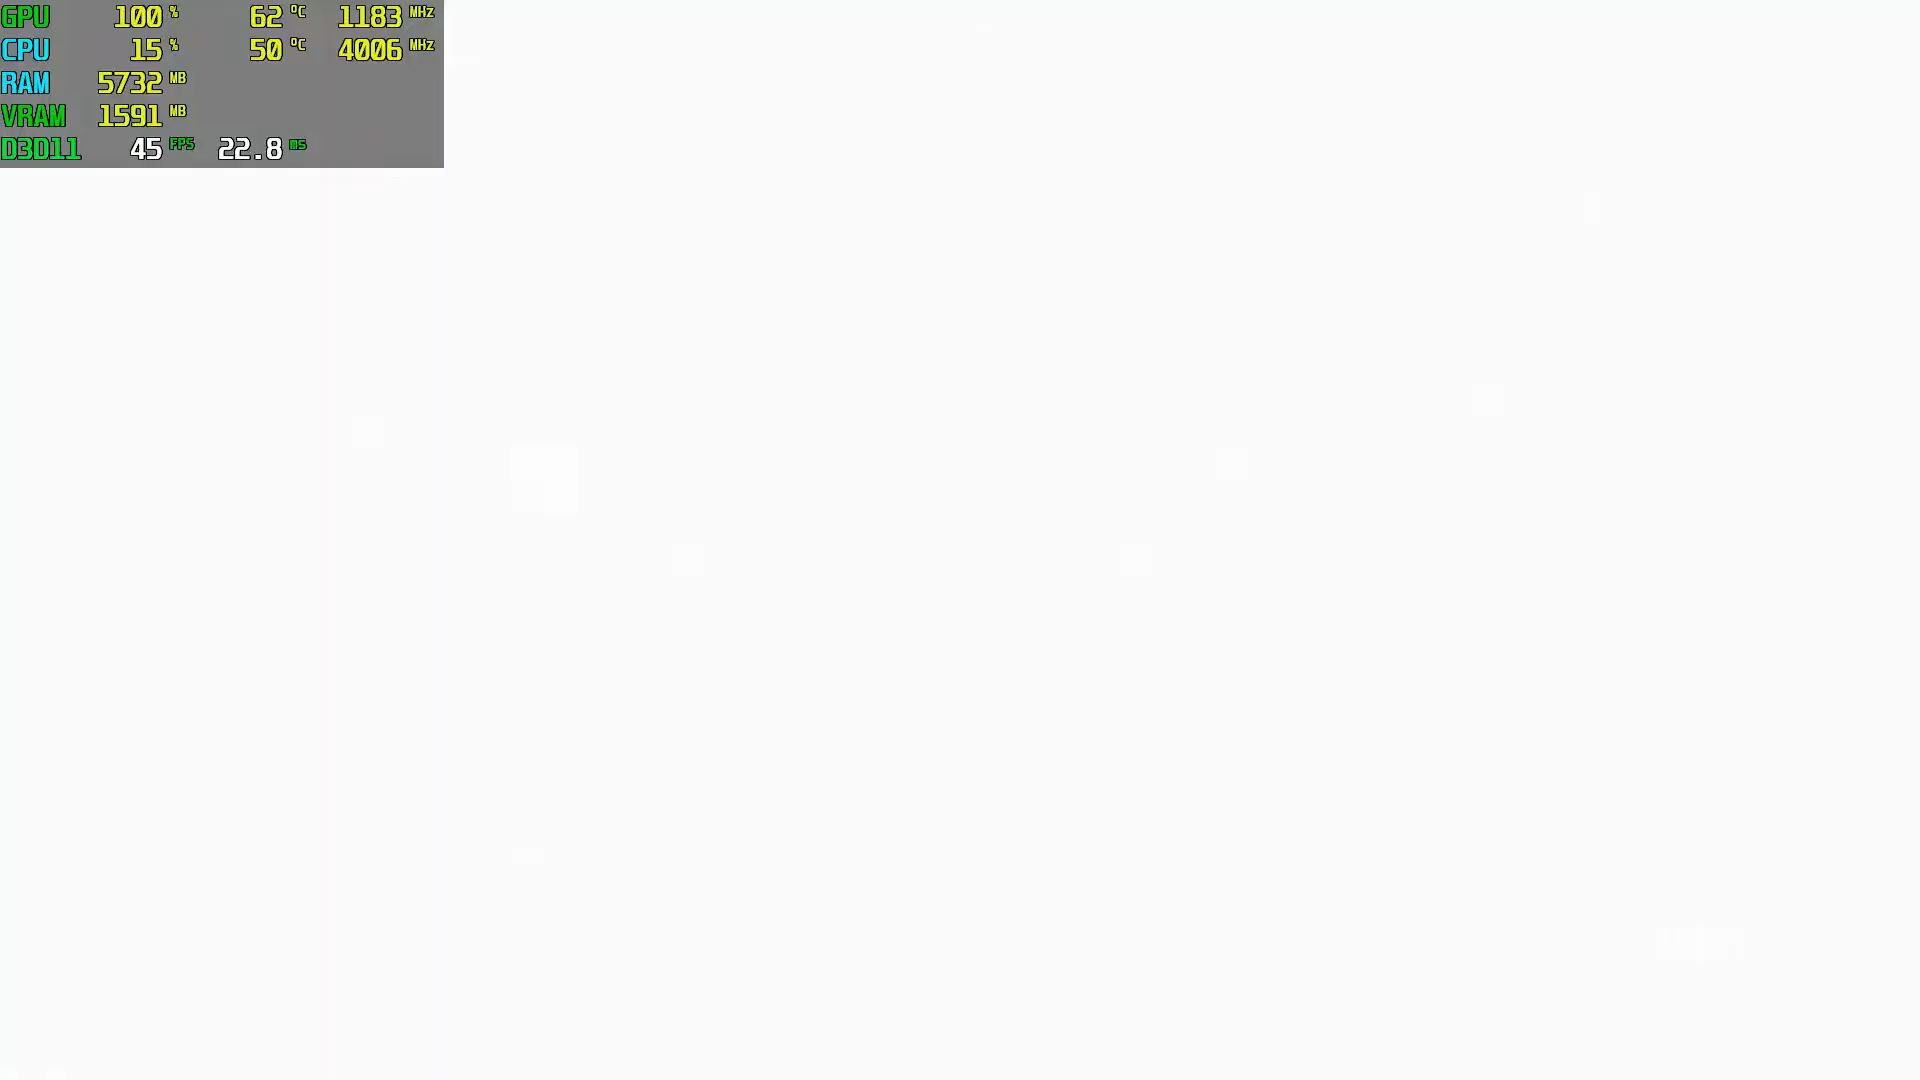 GPU 100 % 62 °C 1183 MHz
CPU 15 % 50 °C 4006 MHz
RAM 5732 MB
VRAM 1591 MB
D3D11 45 FPS 22.8 ms